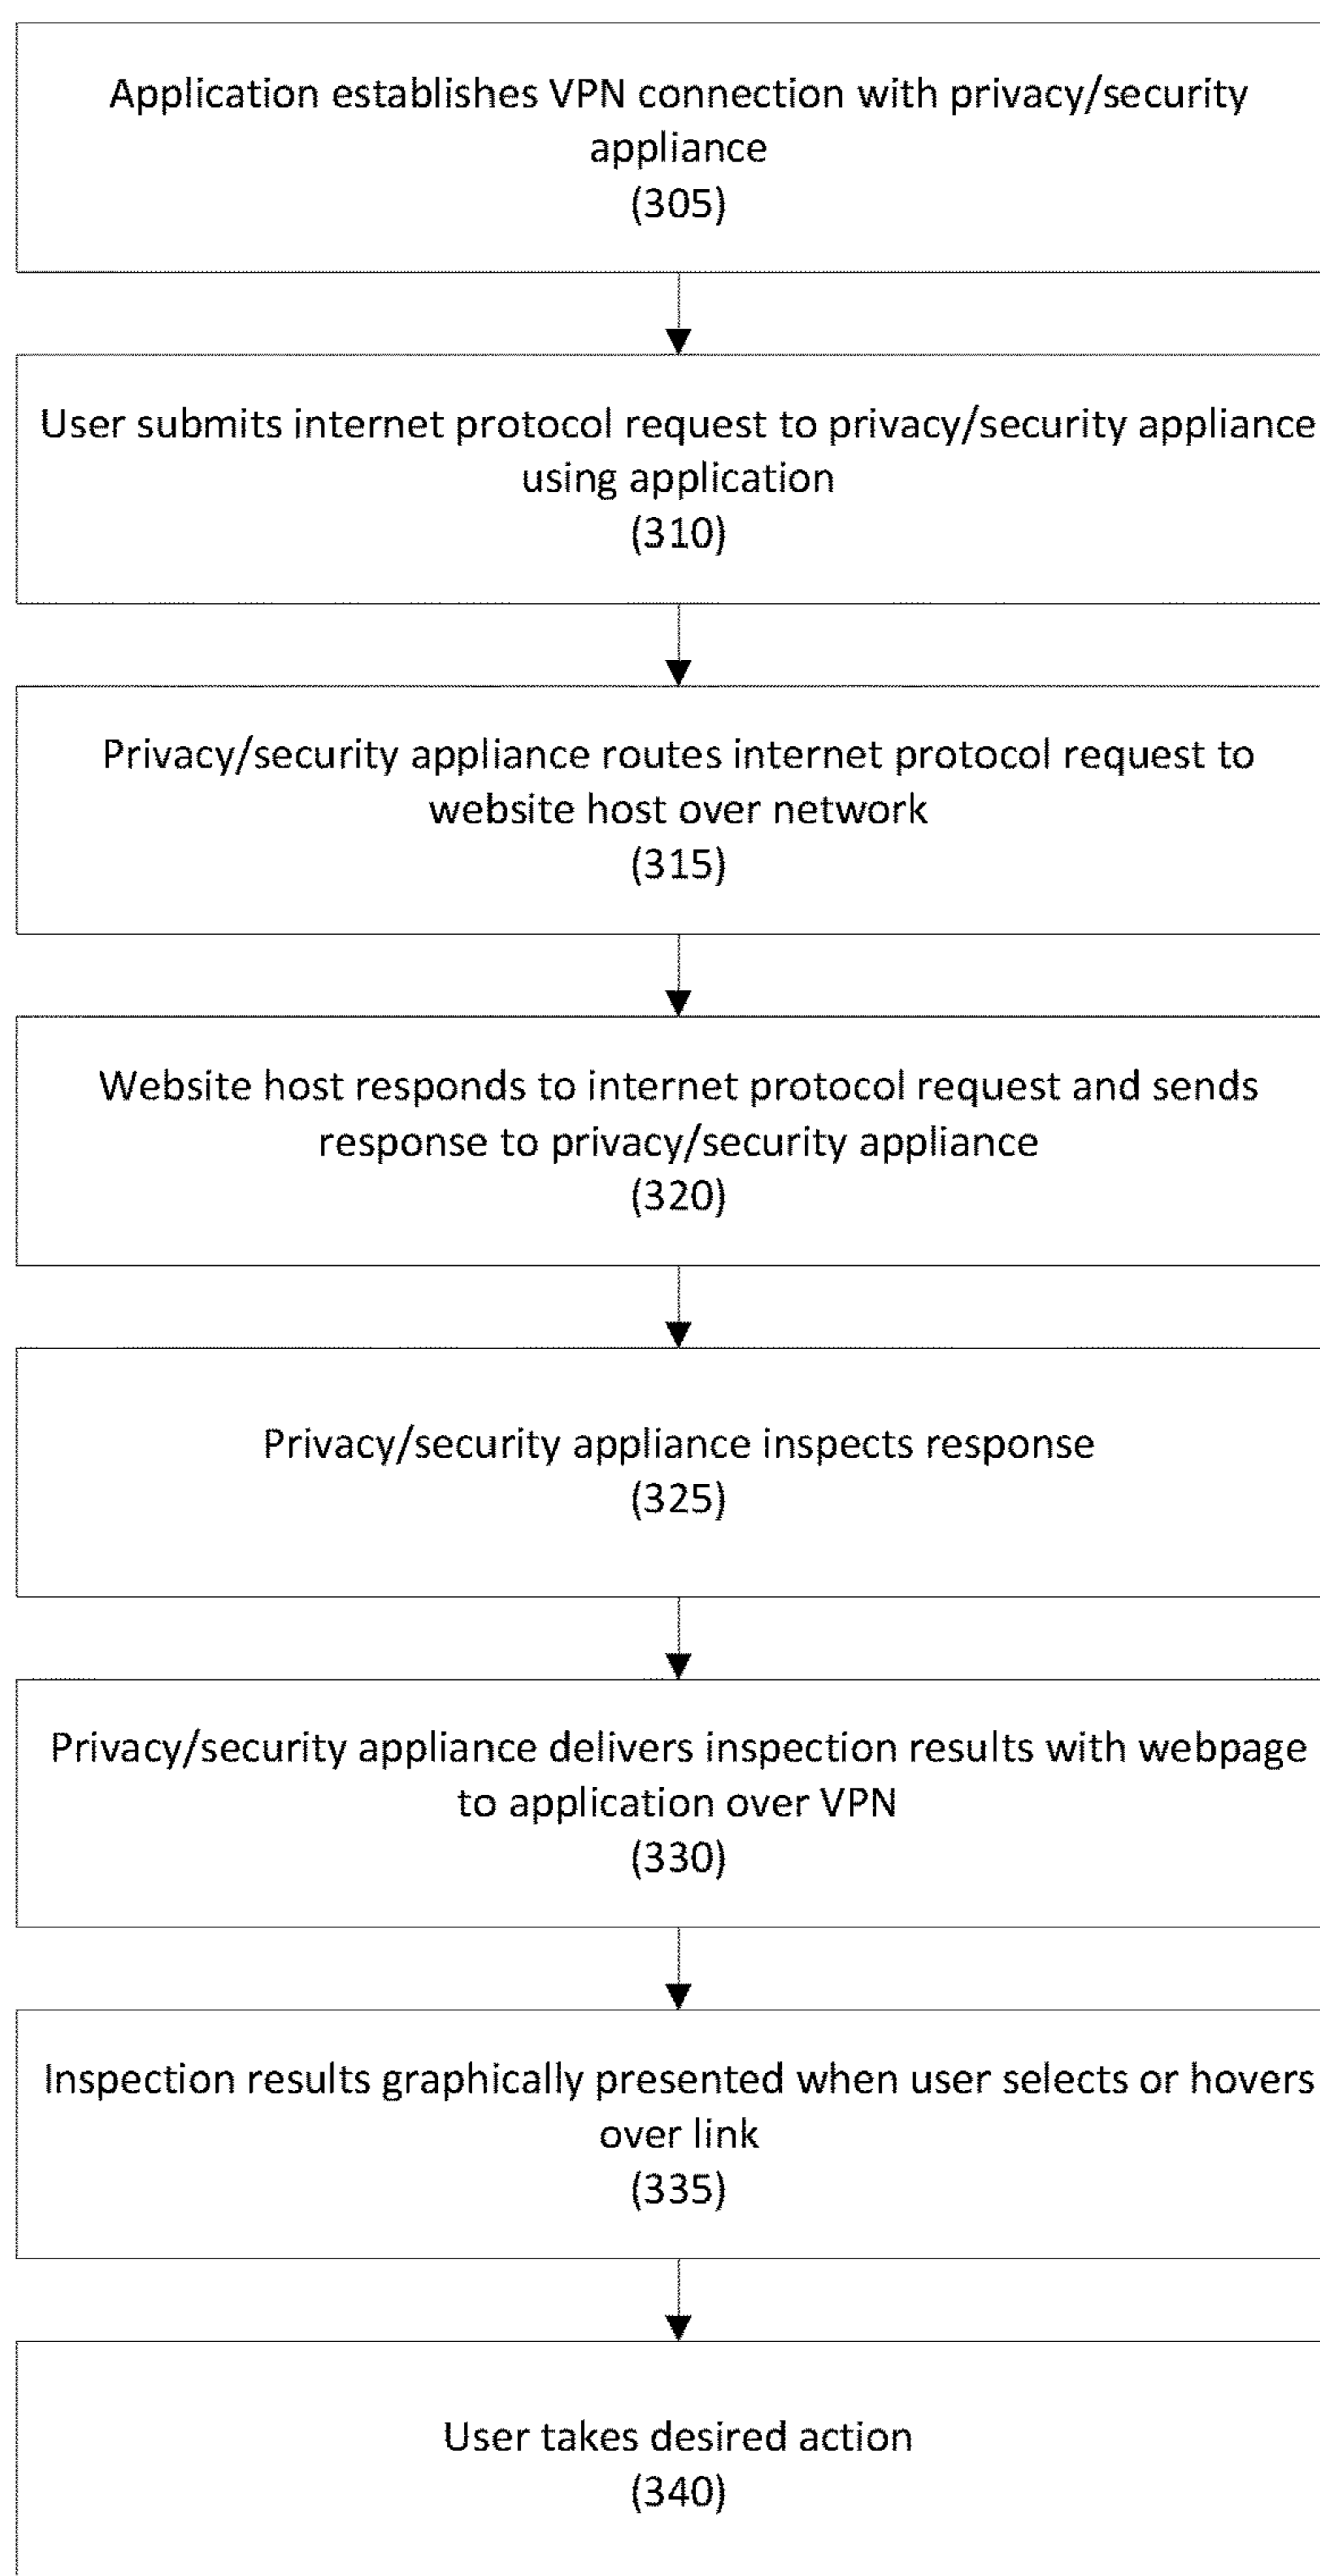 Application establishes VPN connection with privacy/security
appliance
(305)
User submits internet protocol request to privacy/security appliance
using application
(310)
Privacy/security appliance routes internet protocol request to
website host over network
(315)
Website host responds to internet protocol request and sends
response to privacy/security appliance
(320)
Privacy/security appliance inspects response
(325)
Privacy/security appliance delivers inspection results with webpage
to application over VPN
(330)
Inspection results graphically presented when user selects or hovers
over link
(335)
User takes desired action
(340)